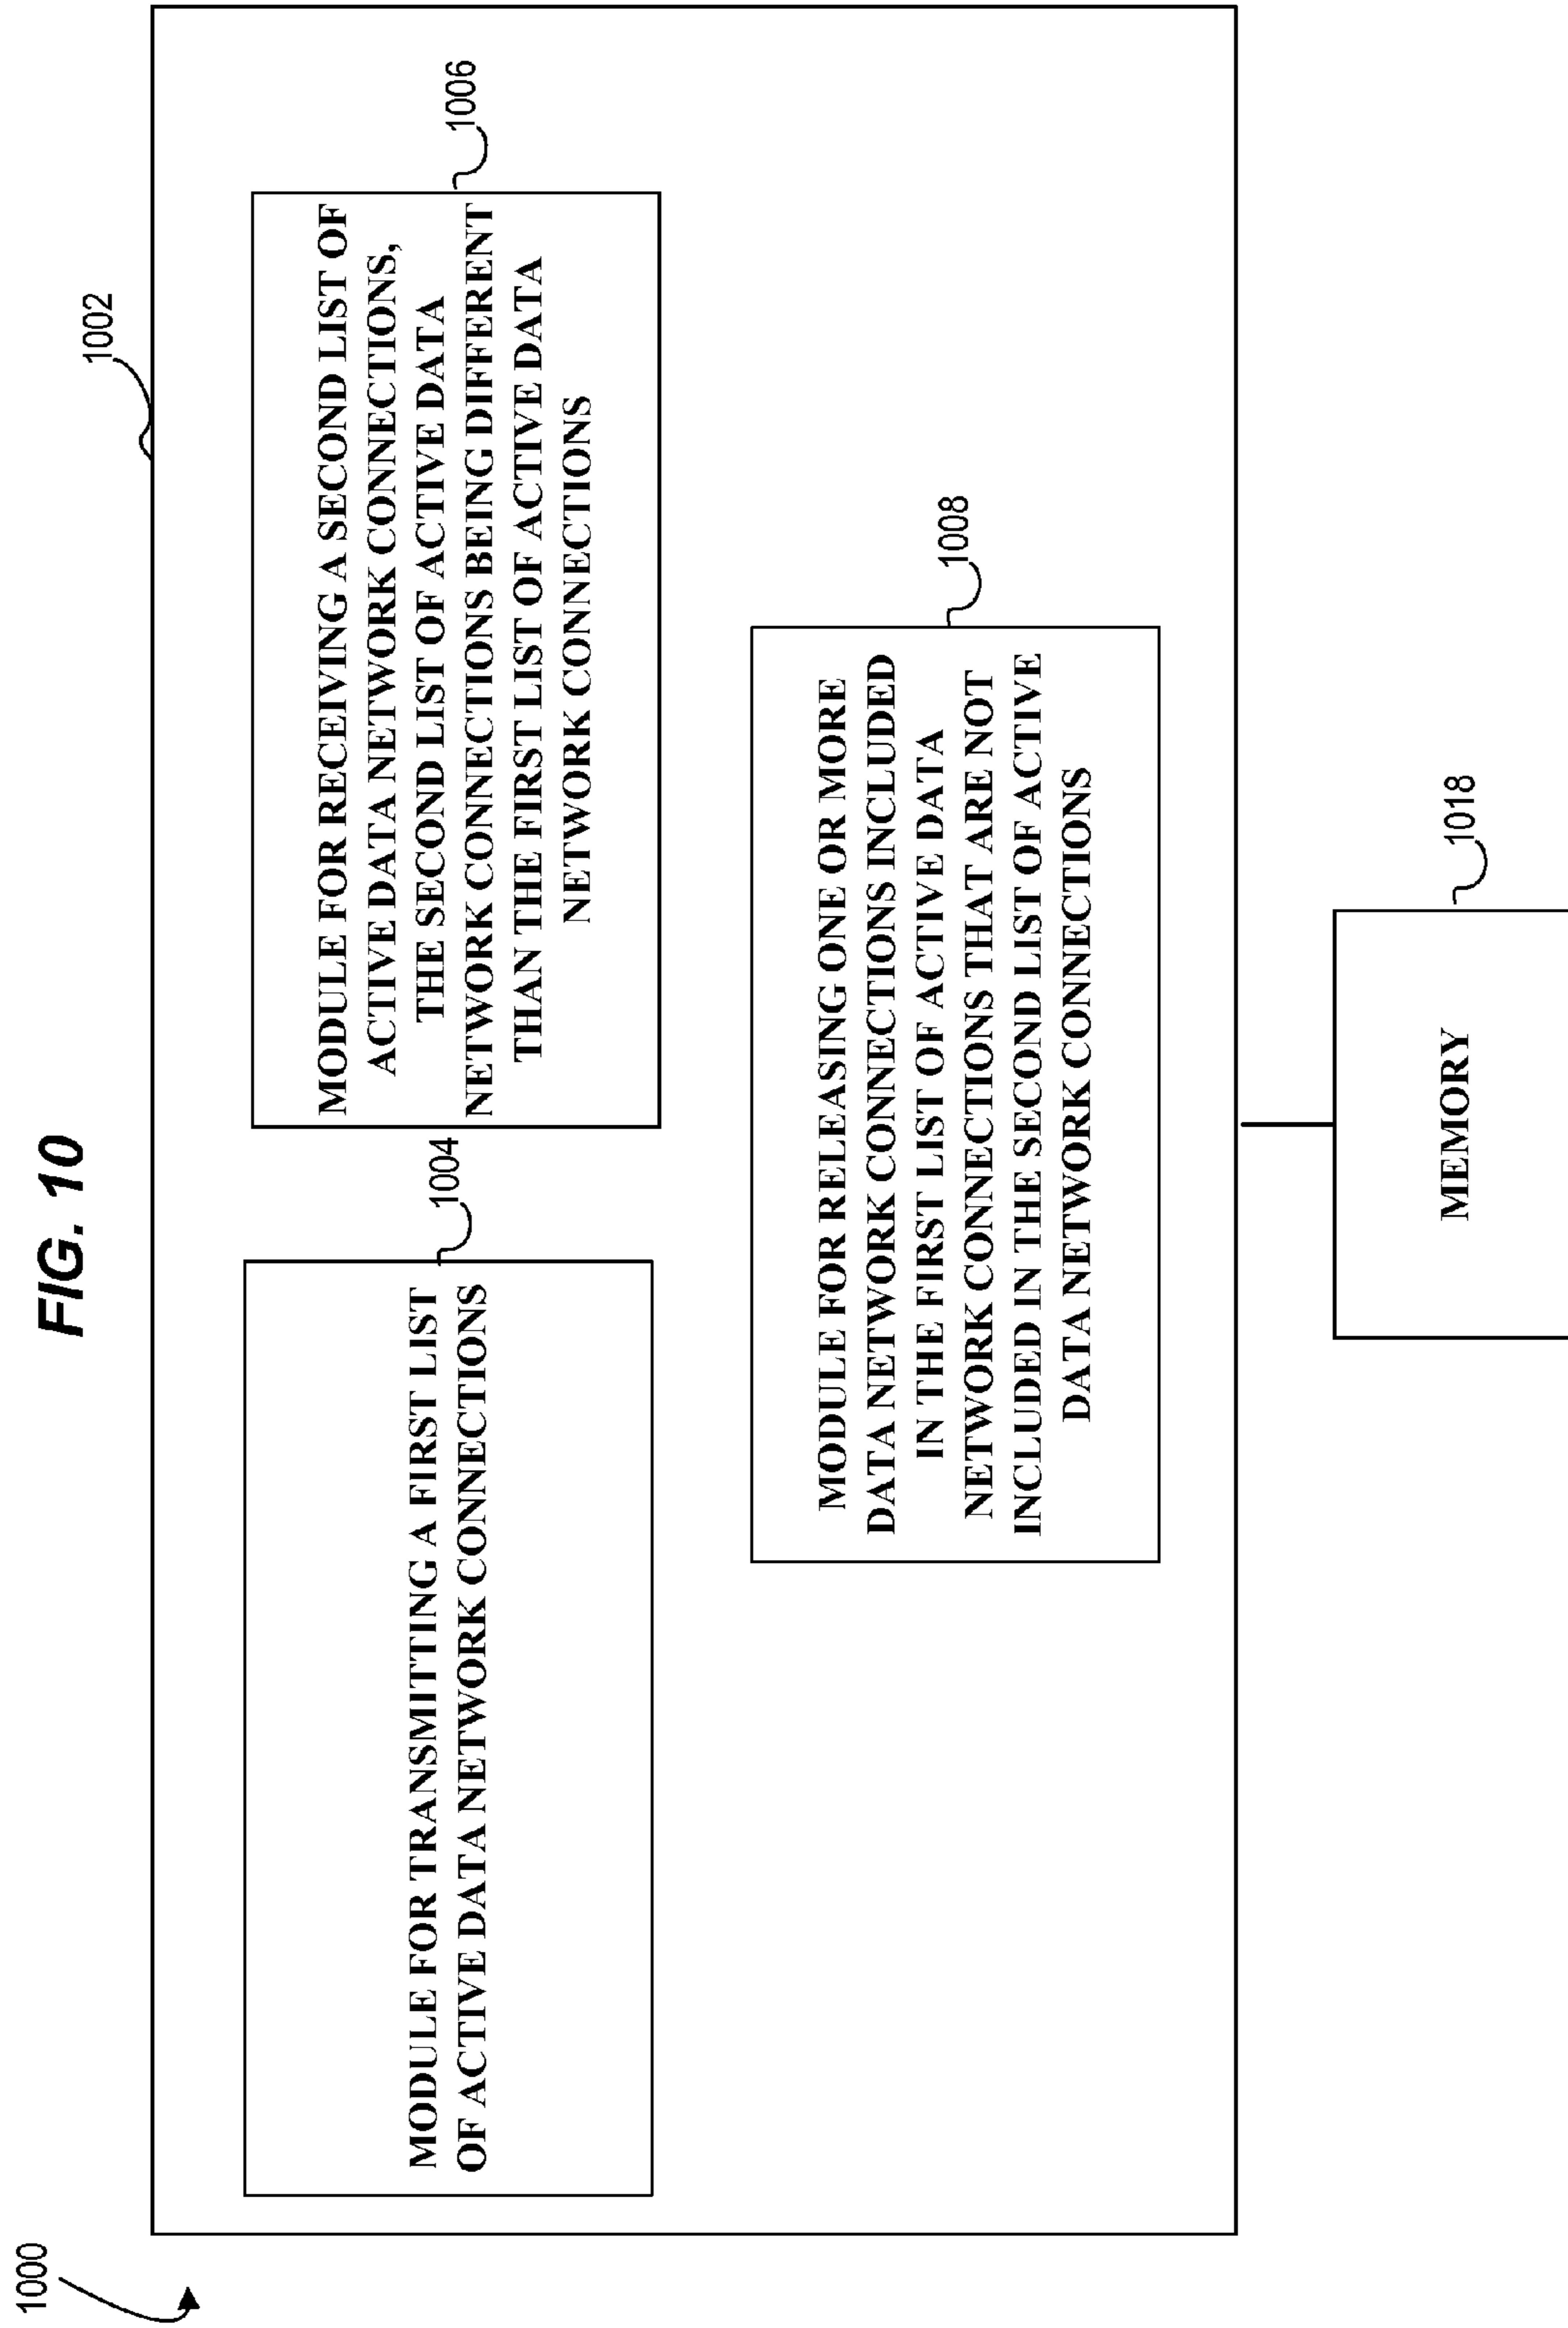 FIG. 10
1000
1002
1004
MODULE FOR TRANSMITTING A FIRST LIST
OF ACTIVE DATA NETWORK CONNECTIONS
1006
MODULE FOR RECEIVING A SECOND LIST OF
ACTIVE DATA NETWORK CONNECTIONS,
THE SECOND LIST OF ACTIVE DATA
NETWORK CONNECTIONS BEING DIFFERENT
THAN THE FIRST LIST OF ACTIVE DATA
NETWORK CONNECTIONS
1008
MODULE FOR RELEASING ONE OR MORE
DATA NETWORK CONNECTIONS INCLUDED
IN THE FIRST LIST OF ACTIVE DATA
NETWORK CONNECTIONS THAT ARE NOT
INCLUDED IN THE SECOND LIST OF ACTIVE
DATA NETWORK CONNECTIONS
1018
MEMORY